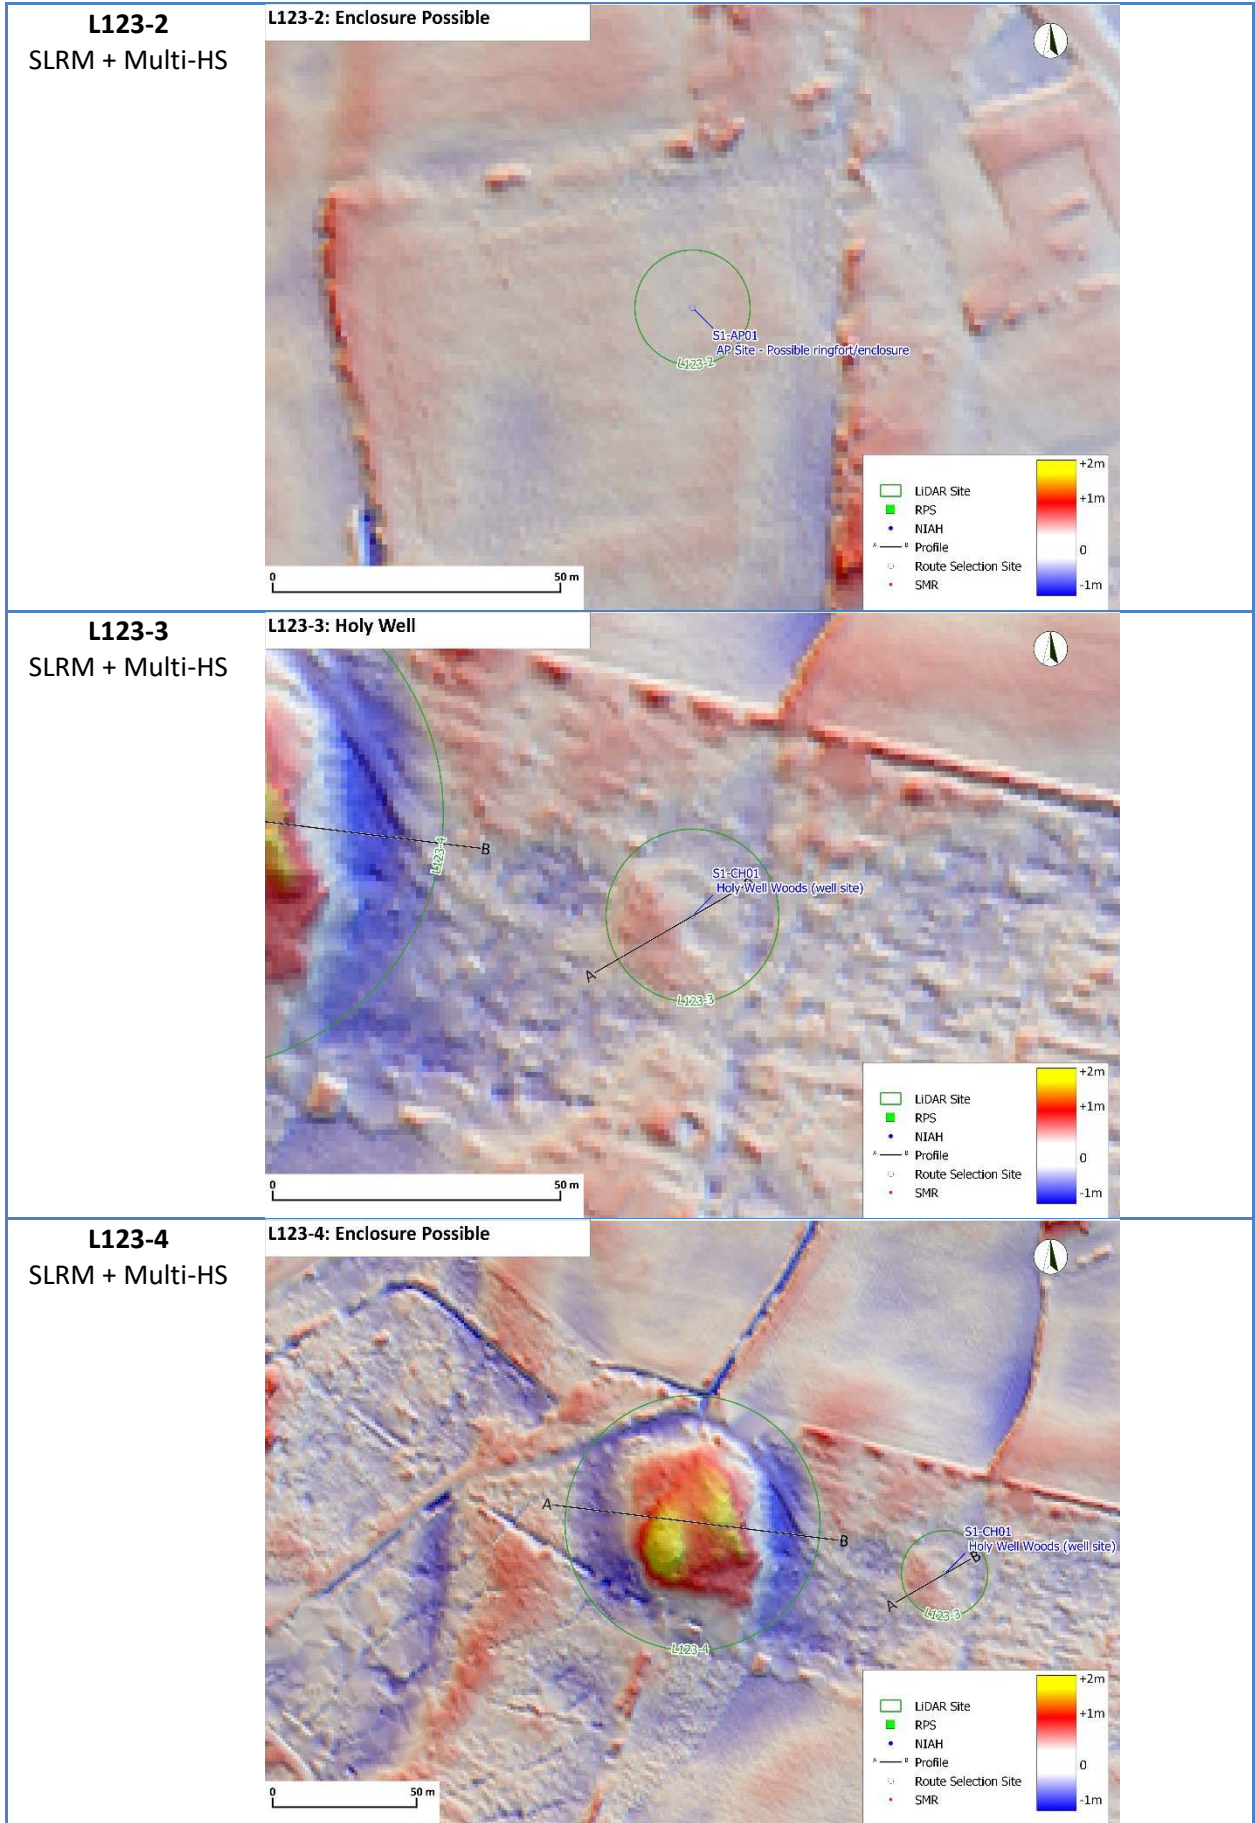 L123-2
SLRM + Multi-HS
L123-2: Enclosure Possible
S1-AP01
AP Site - Possible ringfort/enclosure
L123-2
LiDAR Site
RPS
NIAH
A B Profile
Route Selection Site
SMR
+2m
+1m
0
-1m
0 50 m
L123-3
SLRM + Multi-HS
L123-3: Holy Well
L123-4
B
S1-CH01
Holy Well Woods (well site)
A
L123-3
LiDAR Site
RPS
NIAH
A B Profile
Route Selection Site
SMR
+2m
+1m
0
-1m
0 50 m
L123-4
SLRM + Multi-HS
L123-4: Enclosure Possible
A
B
S1-CH01
Holy Well Woods (well site)
B
A
L123-3
L123-4
LiDAR Site
RPS
NIAH
A B Profile
Route Selection Site
SMR
+2m
+1m
0
-1m
0 50 m